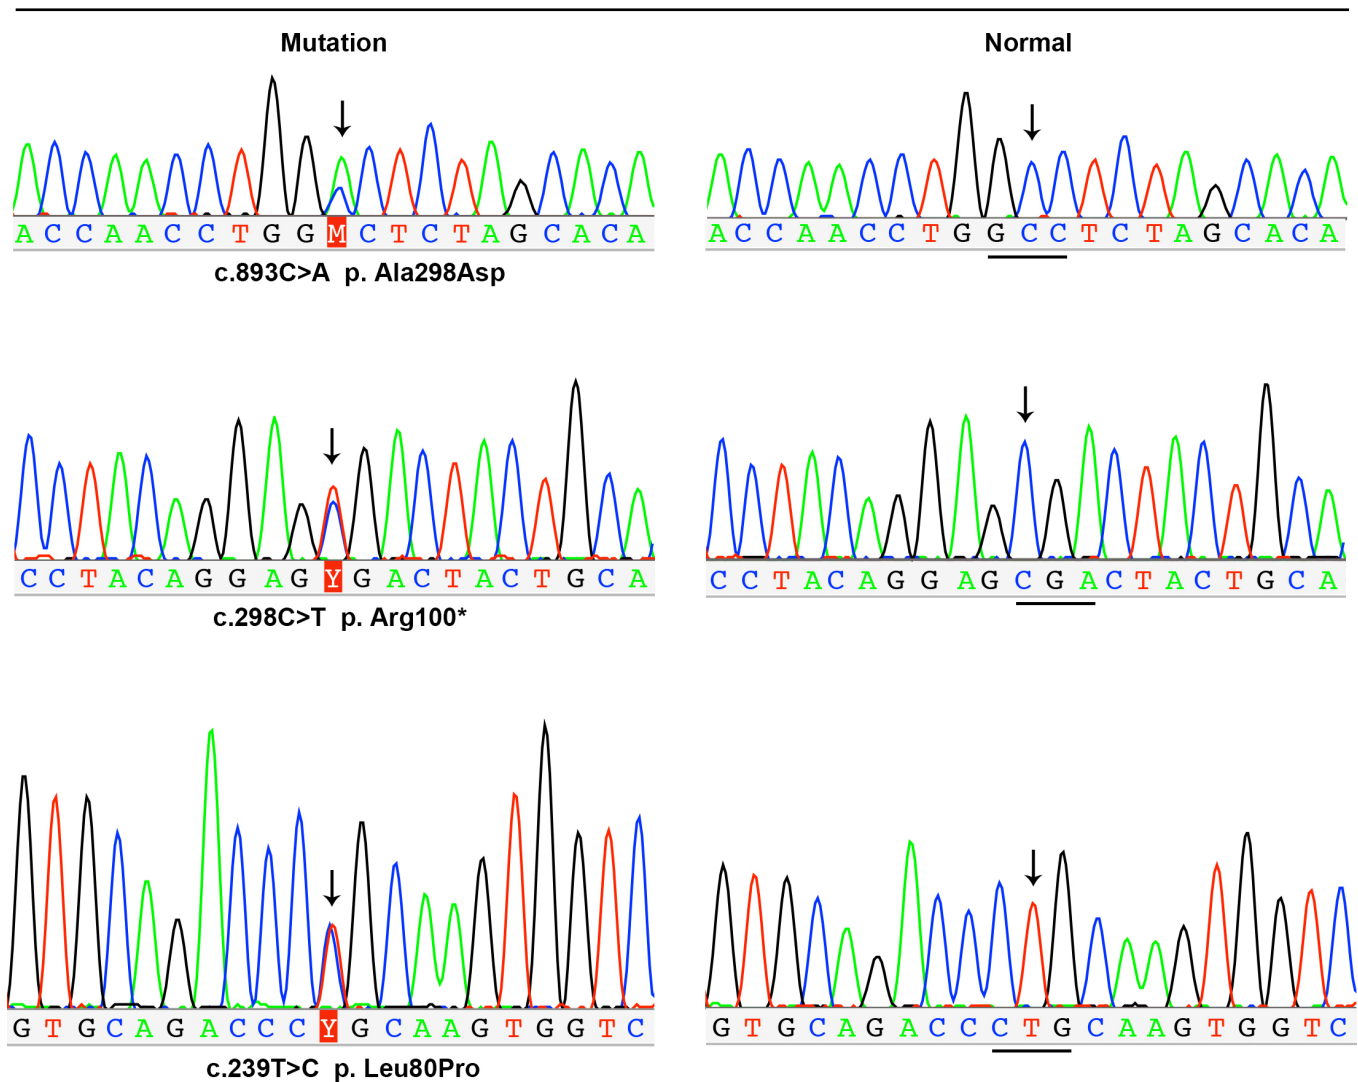 Mutation Normal
ACCAACCTGGMCTCTAGCACA ACCAACCTGGCCTCTAGCACA
c.893C>A p. Ala298Asp
CCTACAGGAGYGACTACTGCA CCTACAGGAGCGACTACTGCA
c.298C>T p. Arg100*
GTGCAGACCCYGCAAGTGGTC GTGCAGACCCTGCAAGTGGTC
c.239T>C p. Leu80Pro